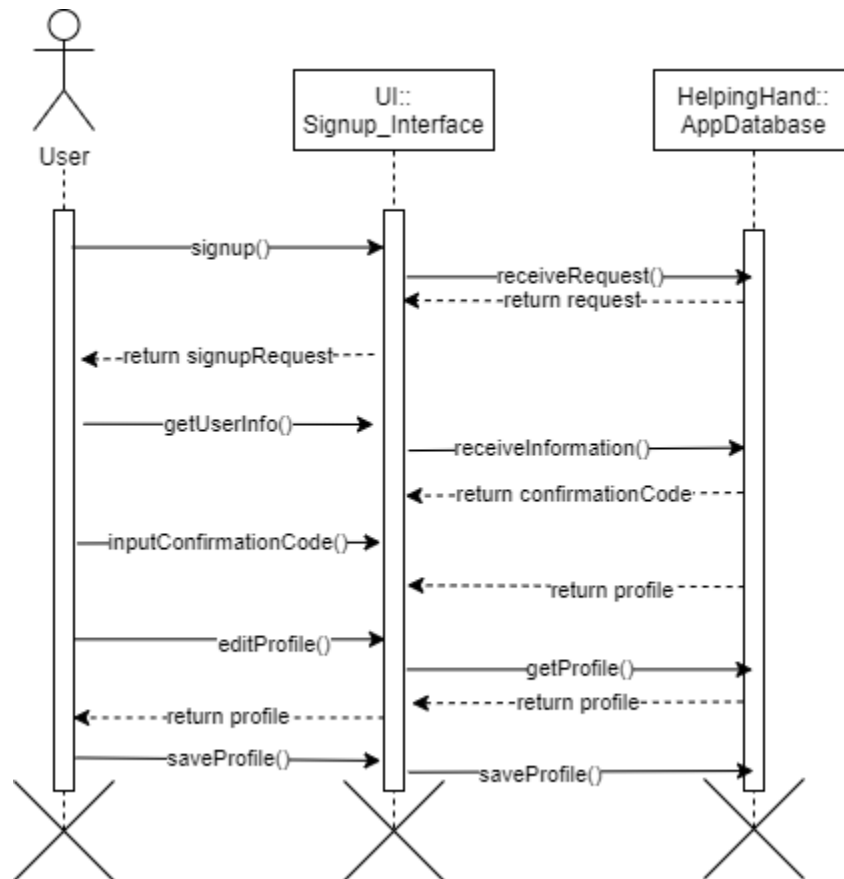 User
UI::
Signup_Interface
HelpingHand::
AppDatabase
signup()
receiveRequest()
return request
return signupRequest
getUserInfo()
receiveInformation()
return confirmationCode
inputConfirmationCode()
return profile
editProfile()
getProfile()
return profile
return profile
saveProfile()
saveProfile()